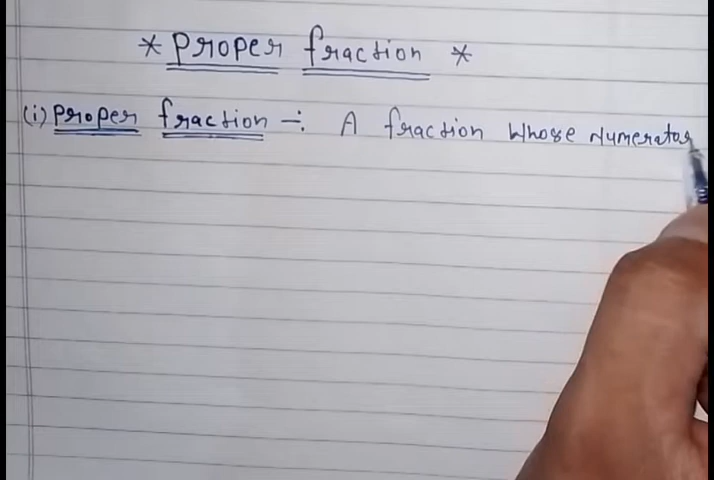 * Proper fraction *
(i) Proper fraction -: A fraction whose Numerator